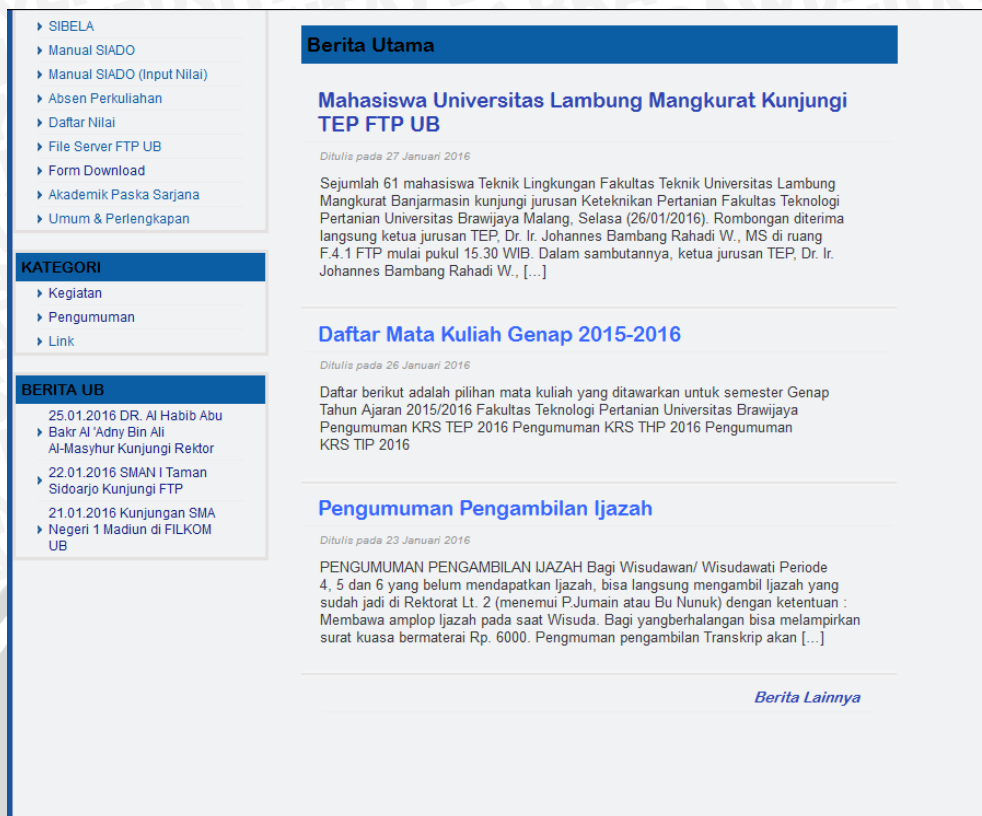 SIBELA
Manual SIADO
Manual SIADO (Input Nilai)
Absen Perkuliahan
Daftar Nilai
File Server FTP UB
Form Download
Akademik Paska Sarjana
Umum & Perlengkapan
KATEGORI
Kegiatan
Pengumuman
Link
BERITA UB
25.01.2016 DR. Al Habib Abu
Bakr Al 'Adny Bin Ali
Al-Masyhur Kunjungi Rektor
22.01.2016 SMAN I Taman
Sidoarjo Kunjungi FTP
21.01.2016 Kunjungan SMA
Negeri 1 Madiun di FILKOM
UB
Berita Utama
Mahasiswa Universitas Lambung Mangkurat Kunjungi
TEP FTP UB
Ditulis pada 27 Januari 2016
Sejumlah 61 mahasiswa Teknik Lingkungan Fakultas Teknik Universitas Lambung
Mangkurat Banjarmasin kunjungi jurusan Keteknikan Pertanian Fakultas Teknologi
Pertanian Universitas Brawijaya Malang, Selasa (26/01/2016). Rombongan diterima
langsung ketua jurusan TEP, Dr. Ir. Johannes Bambang Rahadi W., MS di ruang
F.4.1 FTP mulai pukul 15.30 WIB. Dalam sambutannya, ketua jurusan TEP, Dr. Ir.
Johannes Bambang Rahadi W., […]
Daftar Mata Kuliah Genap 2015-2016
Ditulis pada 26 Januari 2016
Daftar berikut adalah pilihan mata kuliah yang ditawarkan untuk semester Genap
Tahun Ajaran 2015/2016 Fakultas Teknologi Pertanian Universitas Brawijaya
Pengumuman KRS TEP 2016 Pengumuman KRS THP 2016 Pengumuman
KRS TIP 2016
Pengumuman Pengambilan Ijazah
Ditulis pada 23 Januari 2016
PENGUMUMAN PENGAMBILAN IJAZAH Bagi Wisudawan/ Wisudawati Periode
4, 5 dan 6 yang belum mendapatkan Ijazah, bisa langsung mengambil Ijazah yang
sudah jadi di Rektorat Lt. 2 (menemui P.Jumain atau Bu Nunuk) dengan ketentuan :
Membawa amplop Ijazah pada saat Wisuda. Bagi yangberhalangan bisa melampirkan
surat kuasa bermaterai Rp. 6000. Pengmuman pengambilan Transkrip akan […]
Berita Lainnya